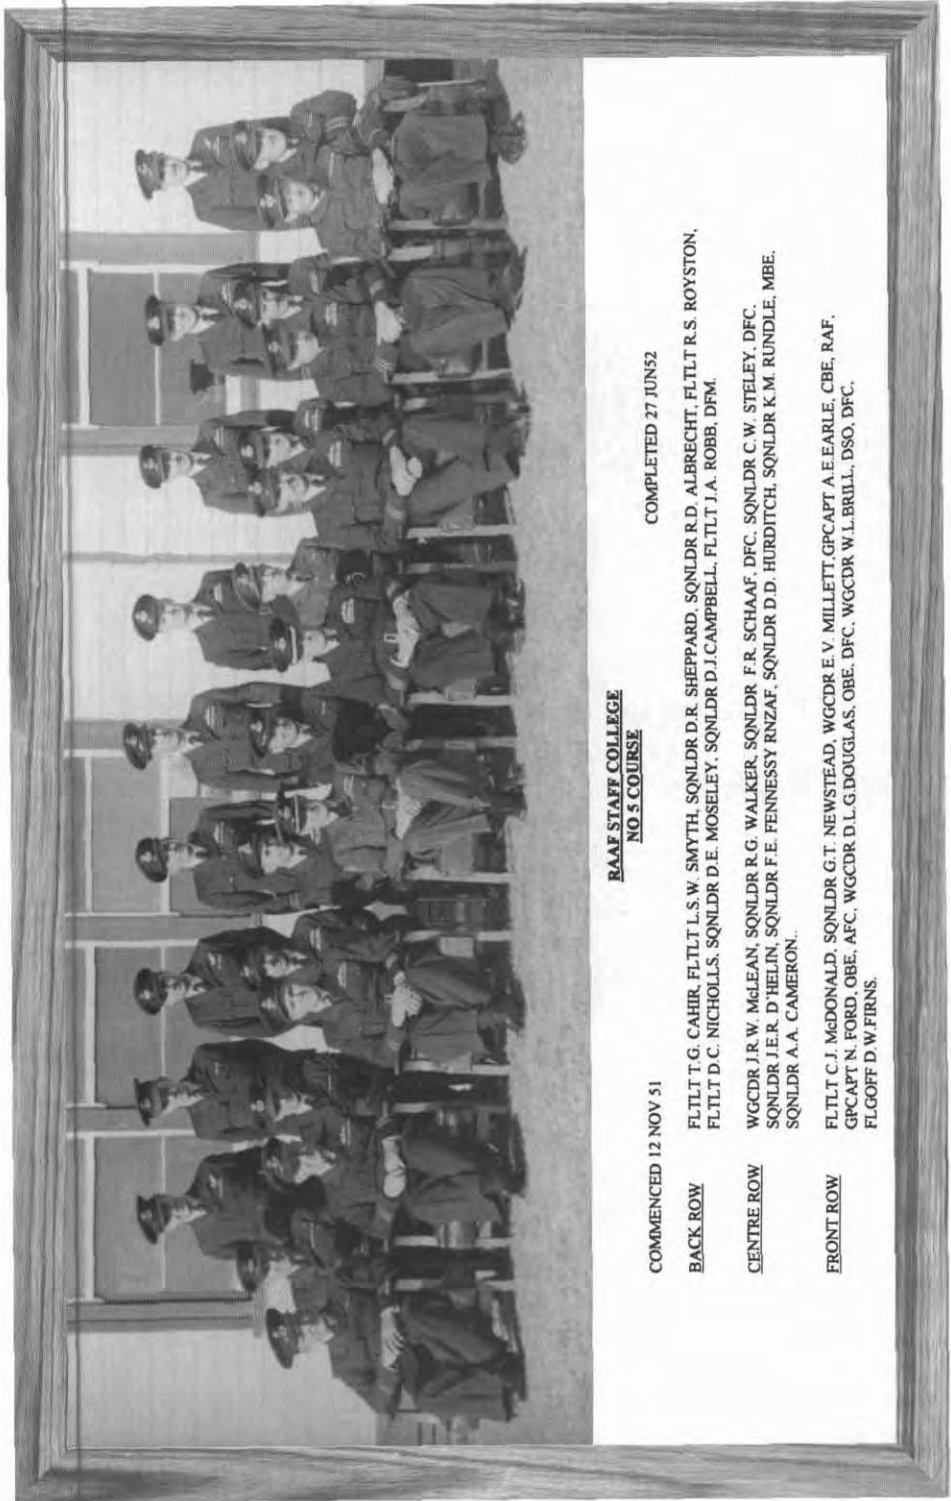 RAAF STAFF COLLEGE
NO 5 COURSE
COMMENCED 12 NOV 51 COMPLETED 27 JUN52
BACK ROW FLTLT T.G. CAHIR, FLTLT L.S.W. SMYTH, SQNLDR D.R. SHEPPARD, SQNLDR R.D. ALBRECHT, FLTLT R.S. ROYSTON,
FLTLT D.C. NICHOLLS, SQNLDR D.E. MOSELEY, SQNLDR D.J.CAMPBELL, FLTLT J.A. ROBB, DFM.
CENTRE ROW WGCDR J.R.W. McLEAN, SQNLDR R.G. WALKER, SQNLDR F.R. SCHAAF, DFC, SQNLDR C.W. STELEY, DFC.
SQNLDR J.E.R. D'HELIN, SQNLDR F.E. FENNESSY RNZAF, SQNLDR D.D. HURDITCH, SQNLDR K.M. RUNDLE, MBE,
SQNLDR A.A. CAMERON.
FRONT ROW FLTLT C.J. McDONALD, SQNLDR G.T. NEWSTEAD, WGCDR E.V. MILLETT,GPCAPT A.E.EARLE, CBE, RAF.
GPCAPT N. FORD, OBE, AFC, WGCDR D.L.G.DOUGLAS, OBE, DFC, WGCDR W.L.BRILL, DSO, DFC,
FLGOFF D.W.FIRNS.